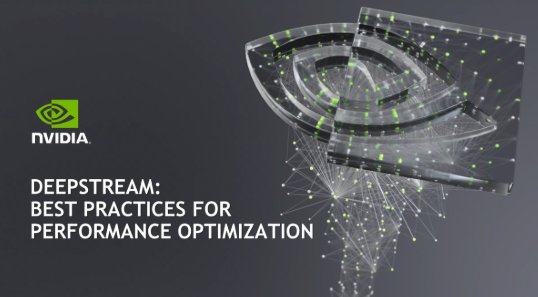 NVIDIA.
DEEPSTREAM:
BEST PRACTICES FOR
PERFORMANCE OPTIMIZATION